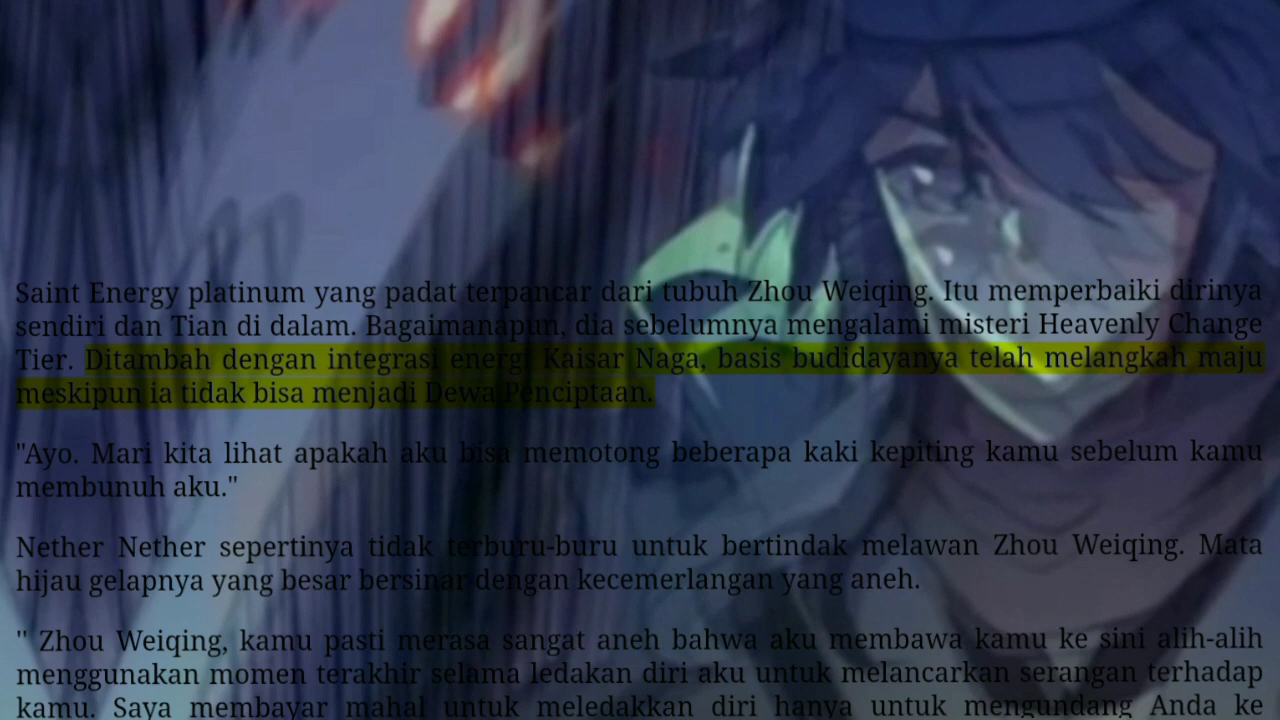 Saint Energy platinum yang padat terpancar dari tubuh Zhou Weiqing. Itu memperbaiki dirinya
sendiri dan Tian di dalam. Bagaimanapun, dia sebelumnya mengalami misteri Heavenly Change
Tier. Ditambah dengan integrasi energi Kaisar Naga, basis budidayanya telah melangkah maju
meskipun ia tidak bisa menjadi Dewa Penciptaan.
"Ayo. Mari kita lihat apakah aku bisa memotong beberapa kaki kepiting kamu sebelum kamu
membunuh aku."
Nether Nether sepertinya tidak terburu-buru untuk bertindak melawan Zhou Weiqing. Mata
hijau gelapnya yang besar bersinar dengan kecemerlangan yang aneh.
'' Zhou Weiqing, kamu pasti merasa sangat aneh bahwa aku membawa kamu ke sini alih-alih
menggunakan momen terakhir selama ledakan diri aku untuk melancarkan serangan terhadap
kamu. Saya membayar mahal untuk meledakkan diri hanya untuk mengundang Anda ke